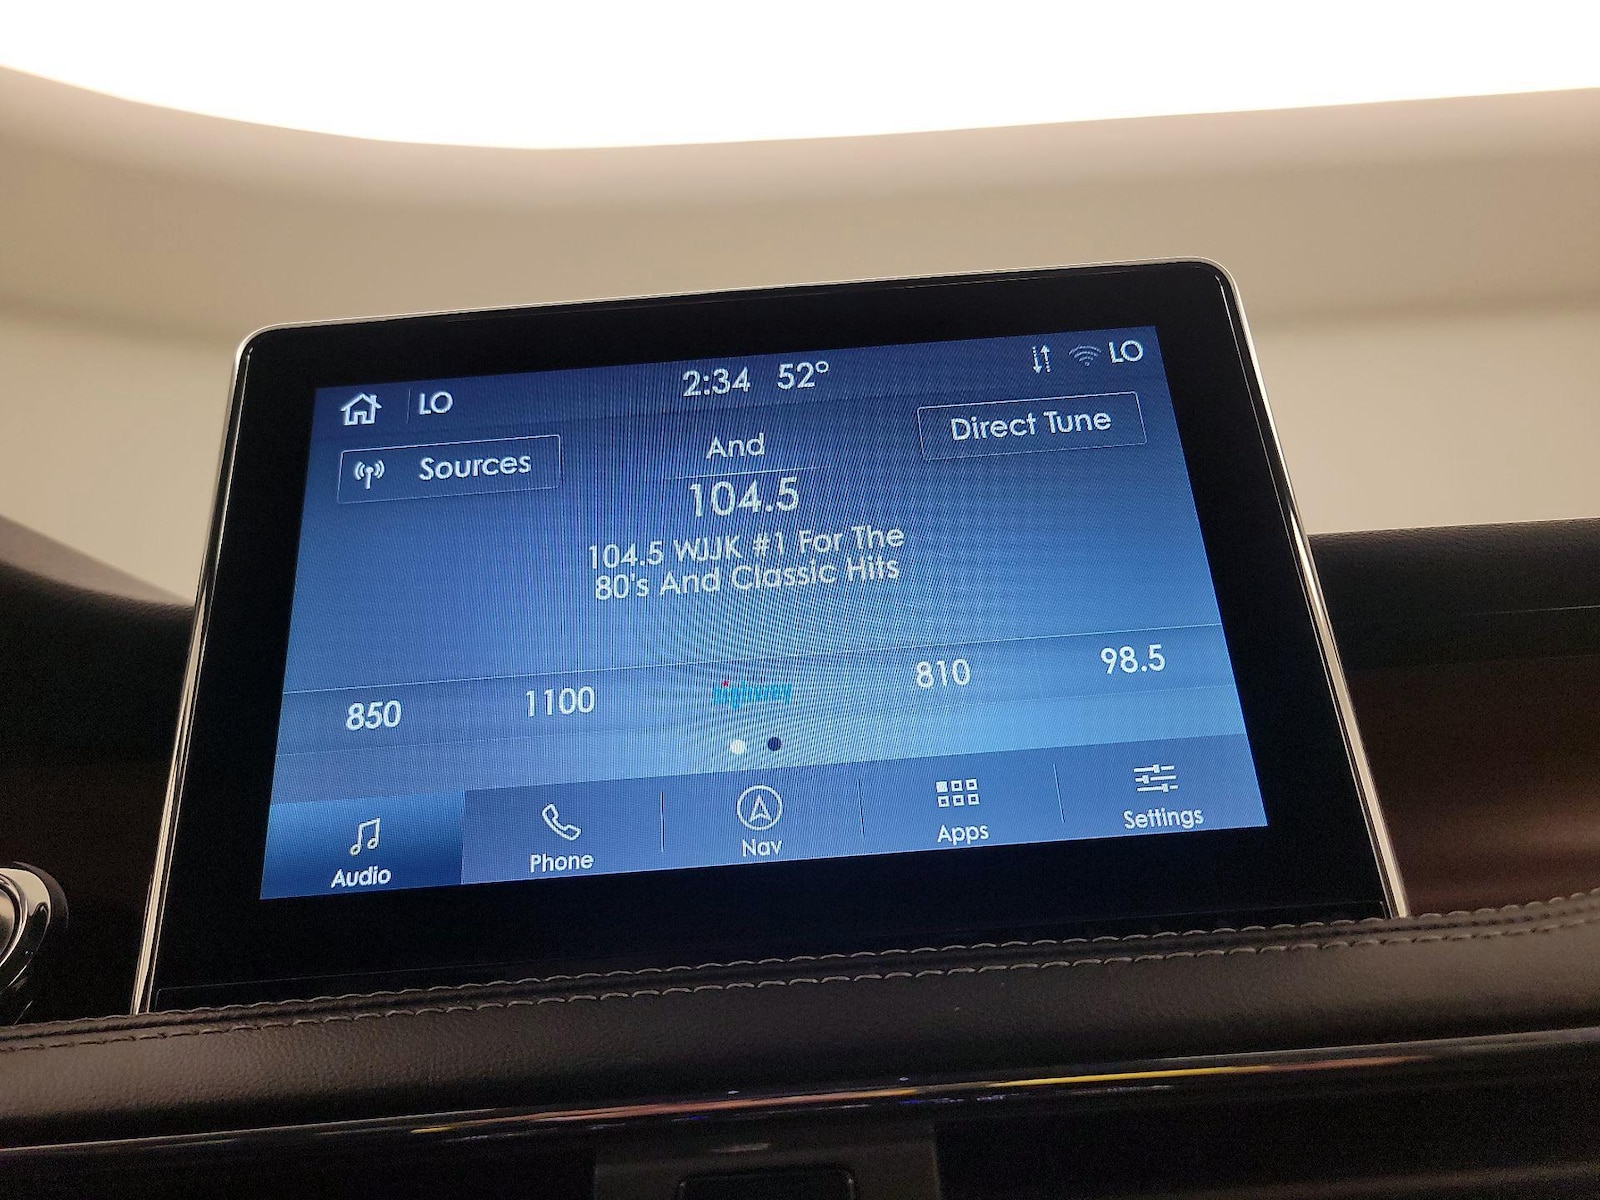 LO 2:34 52° LO
Sources And Direct Tune
104.5
104.5 WJJK #1 For The
80's And Classic Hits
850 1100 highway 810 98.5
Audio Phone Nav Apps Settings